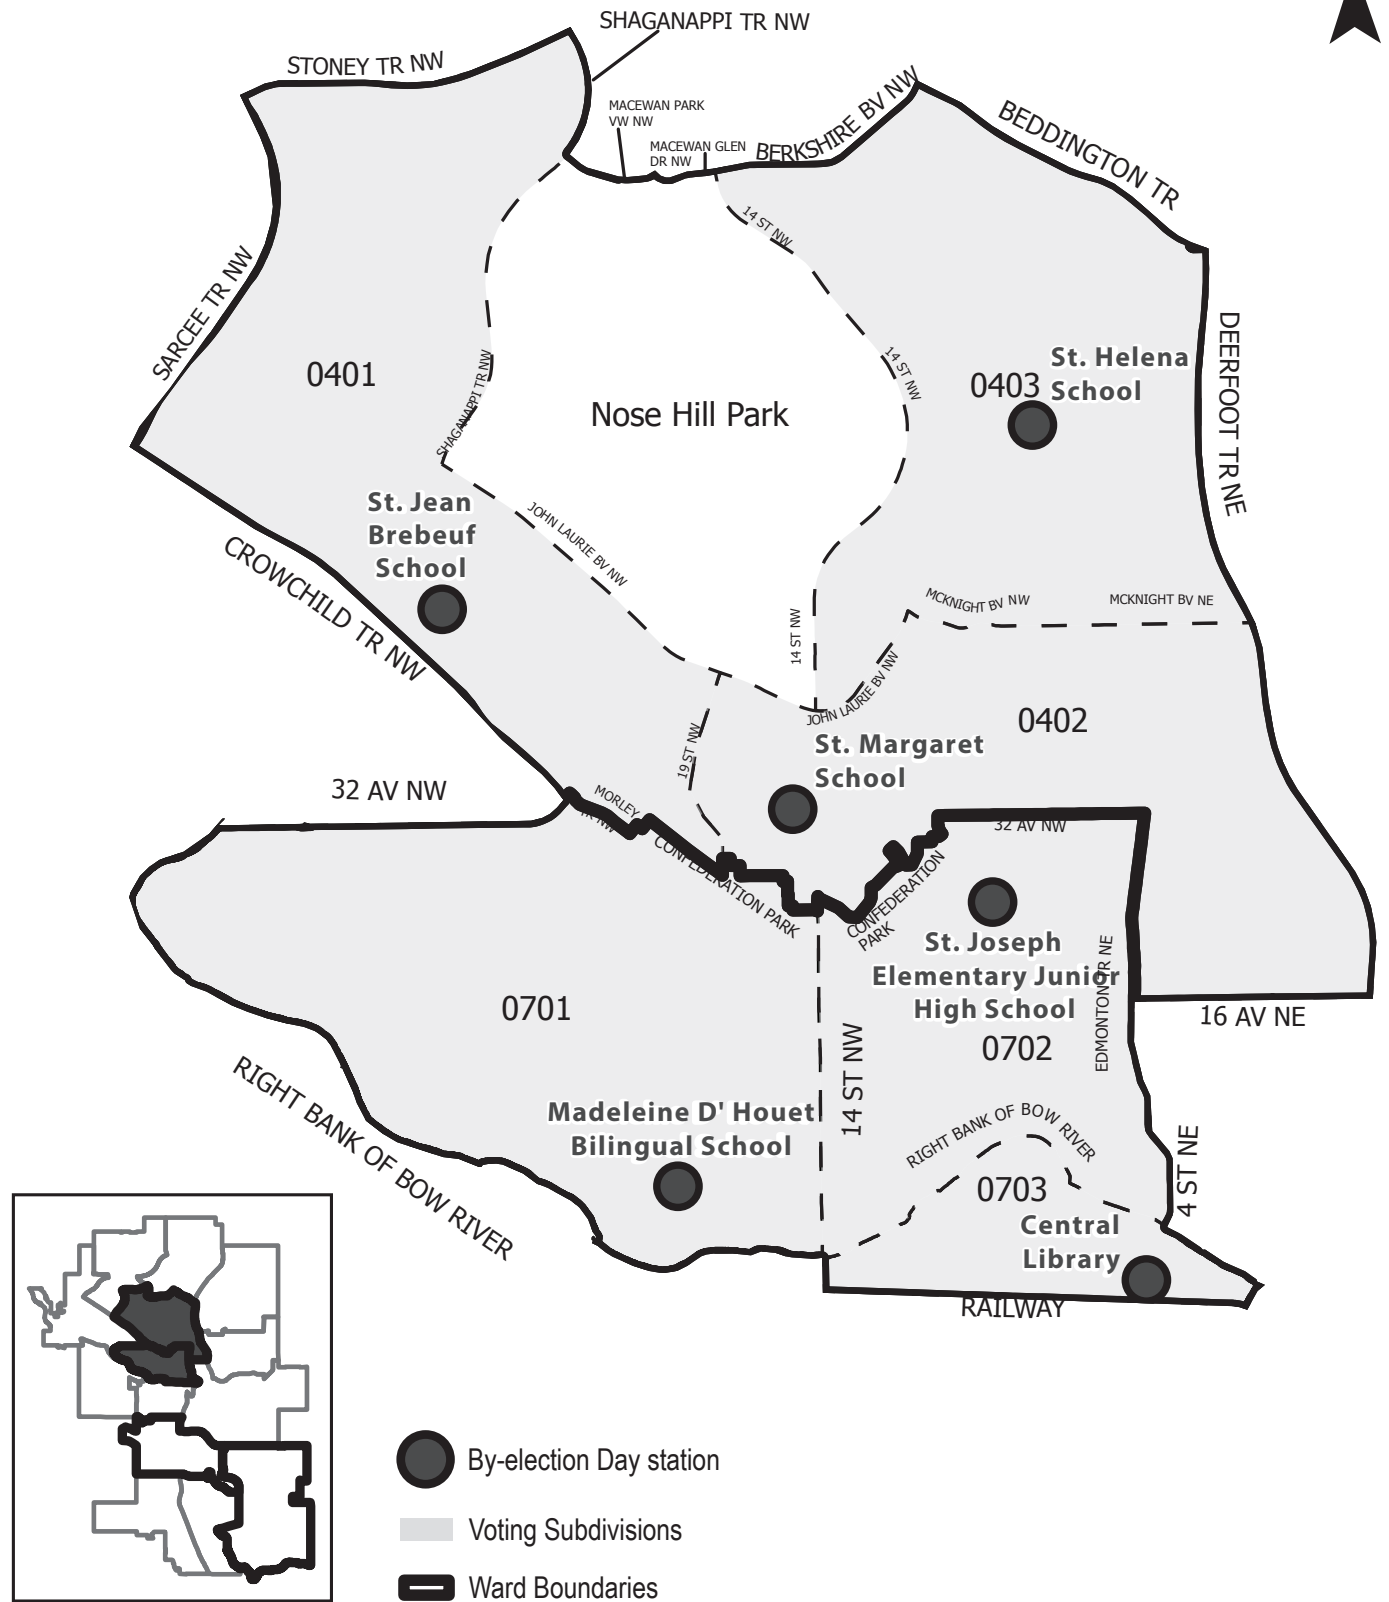 SHAGANAPPI TR NW
STONEY TR NW
MACEWAN PARK
VW NW
MACEWAN GLEN
DR NW
BERKSHIRE BV NW
BEDDINGTON TR
14 ST NW
SARCEE TR NW
DEERFOOT TR NE
0401
SHAGANAPPI TR NW
Nose Hill Park
14 ST NW
0403
St. Helena
School
St. Jean
Brebeuf
School
JOHN LAURIE BV NW
CROWCHILD TR NW
14 ST NW
MCKNIGHT BV NW
MCKNIGHT BV NE
JOHN LAURIE BV NW
0402
19 ST NW
St. Margaret
School
32 AV NW
MORLEY
TR NW
CONFEDERATION PARK
32 AV NW
CONFEDERATION
PARK
St. Joseph
Elementary Junior
High School
EDMONTON TR NE
0701
16 AV NE
0702
14 ST NW
RIGHT BANK OF BOW RIVER
Madeleine D' Houet
Bilingual School
RIGHT BANK OF BOW RIVER
0703
4 ST NE
Central
Library
RAILWAY
By-election Day station
Voting Subdivisions
Ward Boundaries